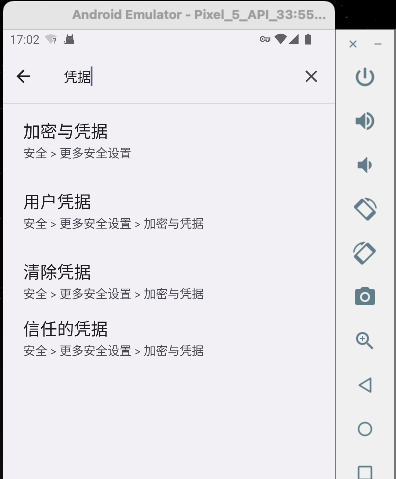 Android Emulator - Pixel_5_API_33:55...
17:02
凭据
加密与凭据
安全 > 更多安全设置
用户凭据
安全 > 更多安全设置 > 加密与凭据
清除凭据
安全 > 更多安全设置 > 加密与凭据
信任的凭据
安全 > 更多安全设置 > 加密与凭据